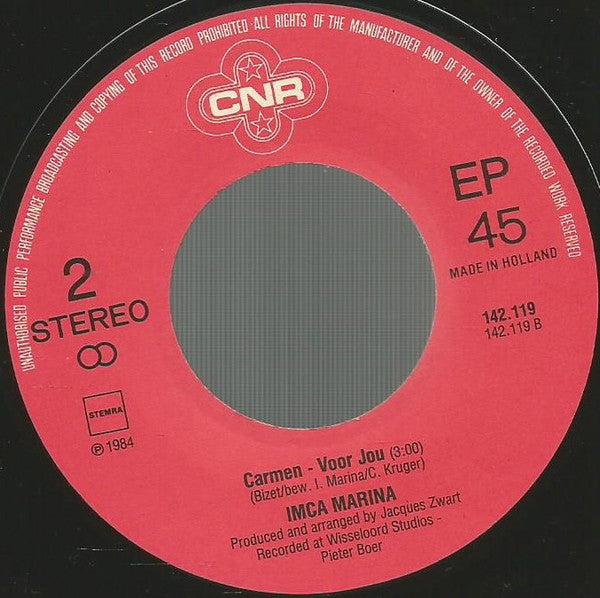 UNAUTHORISED PUBLIC PERFORMANCE BROADCASTING AND COPYING OF THIS RECORD PROHIBITED ALL RIGHTS OF THE MANUFACTURER AND OF THE OWNER OF THE RECORDED WORK RESERVED
CNR
EP
45
MADE IN HOLLAND
142.119
142.119 B
2
STEREO
STEMRA
℗ 1984
Carmen - Voor Jou (3:00)
(Bizet/bew. I. Marina/C. Kruger)
IMCA MARINA
Produced and arranged by Jacques Zwart
Recorded at Wisseloord Studios -
Pieter Boer